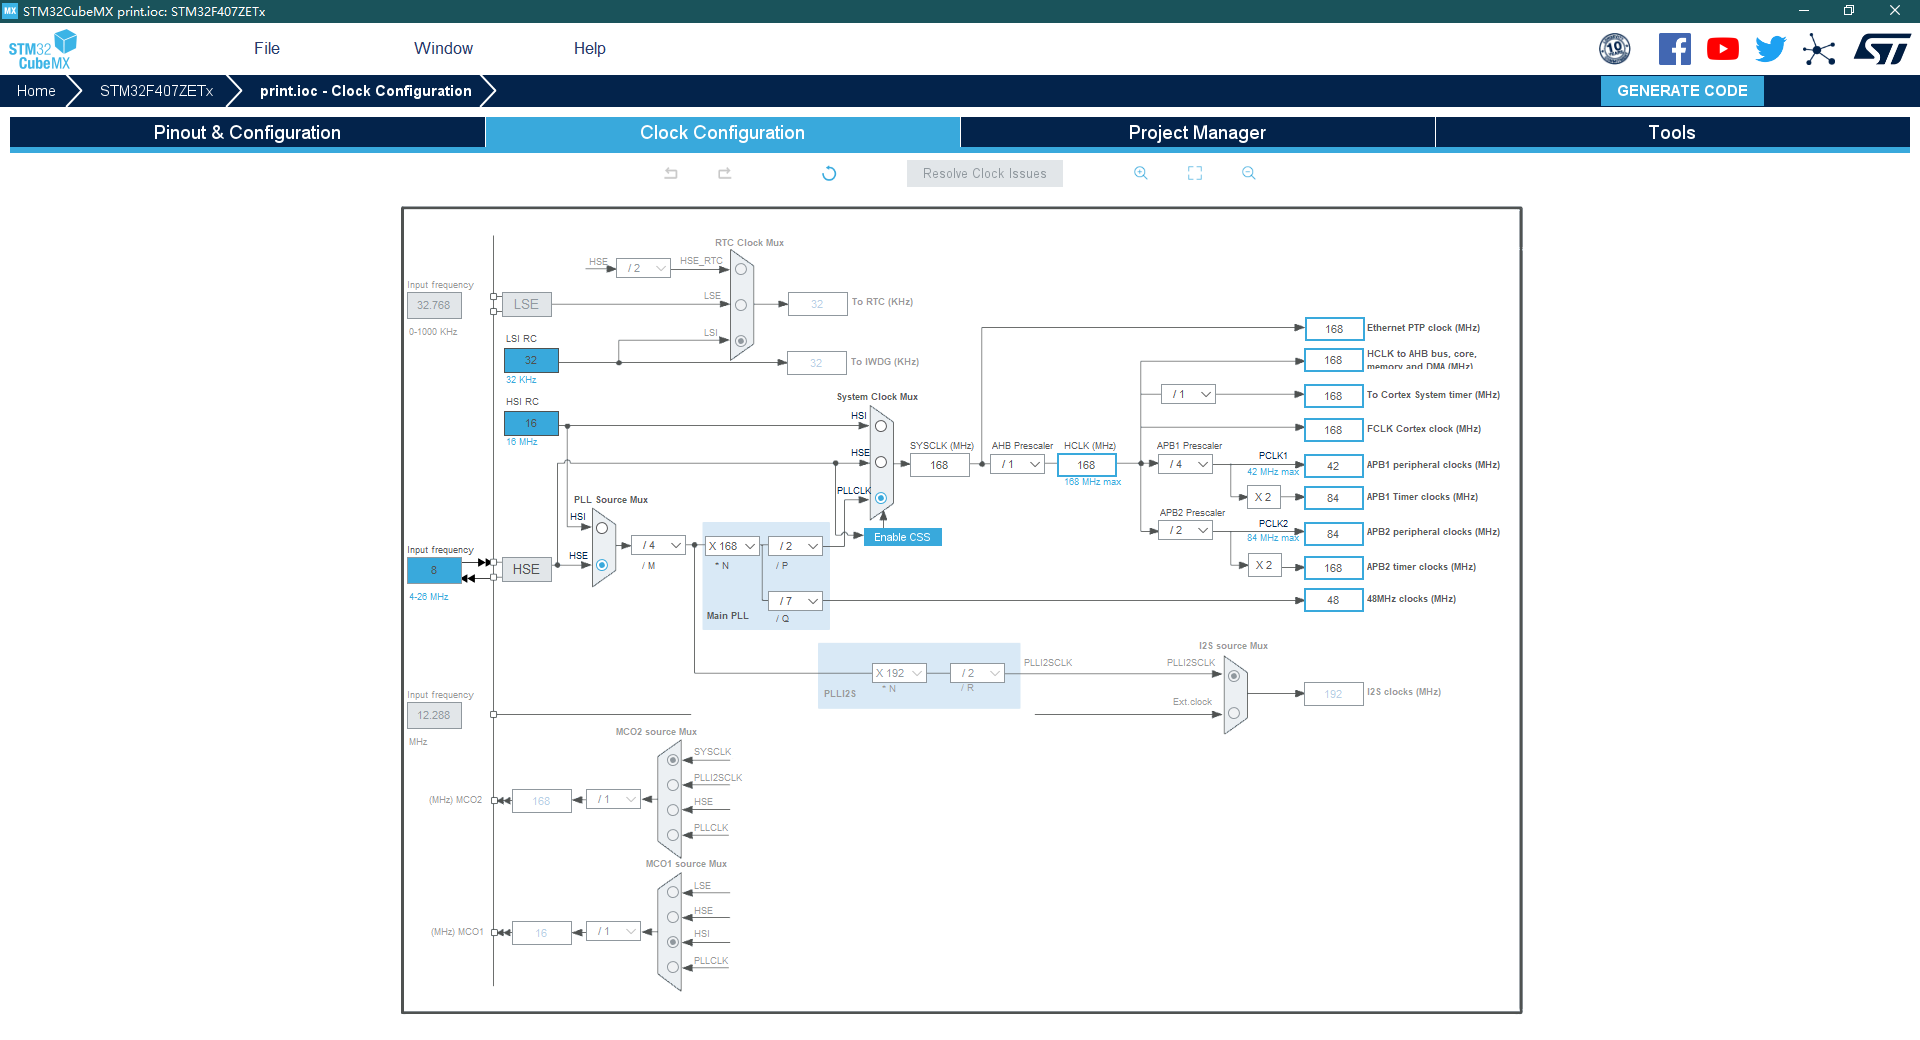 MX STM32CubeMX print.ioc: STM32F407ZETx
STM32
CubeMX
File
Window
Help
10
Home
STM32F407ZETx
print.ioc - Clock Configuration
GENERATE CODE
Pinout & Configuration
Clock Configuration
Project Manager
Tools
Resolve Clock Issues
RTC Clock Mux
HSE
/ 2
HSE_RTC
Input frequency
32.768
0-1000 KHz
LSE
LSE
32
To RTC (KHz)
LSI RC
32
32 KHz
LSI
32
To IWDG (KHz)
HSI RC
16
16 MHz
System Clock Mux
HSI
HSE
PLLCLK
SYSCLK (MHz)
168
AHB Prescaler
/ 1
HCLK (MHz)
168
168 MHz max
Enable CSS
168
Ethernet PTP clock (MHz)
168
HCLK to AHB bus, core,
memory and DMA (MHz)
/ 1
168
To Cortex System timer (MHz)
168
FCLK Cortex clock (MHz)
APB1 Prescaler
/ 4
PCLK1
42 MHz max
42
APB1 peripheral clocks (MHz)
X 2
84
APB1 Timer clocks (MHz)
APB2 Prescaler
/ 2
PCLK2
84 MHz max
84
APB2 peripheral clocks (MHz)
X 2
168
APB2 timer clocks (MHz)
48
48MHz clocks (MHz)
PLL Source Mux
HSI
HSE
Input frequency
8
4-26 MHz
HSE
/ 4
/ M
X 168
* N
/ 2
/ P
/ 7
/ Q
Main PLL
X 192
* N
/ 2
/ R
PLLI2S
PLLI2SCLK
I2S source Mux
PLLI2SCLK
Ext.clock
192
I2S clocks (MHz)
Input frequency
12.288
MHz
MCO2 source Mux
SYSCLK
PLLI2SCLK
HSE
PLLCLK
(MHz) MCO2
168
/ 1
MCO1 source Mux
LSE
HSE
HSI
PLLCLK
(MHz) MCO1
16
/ 1